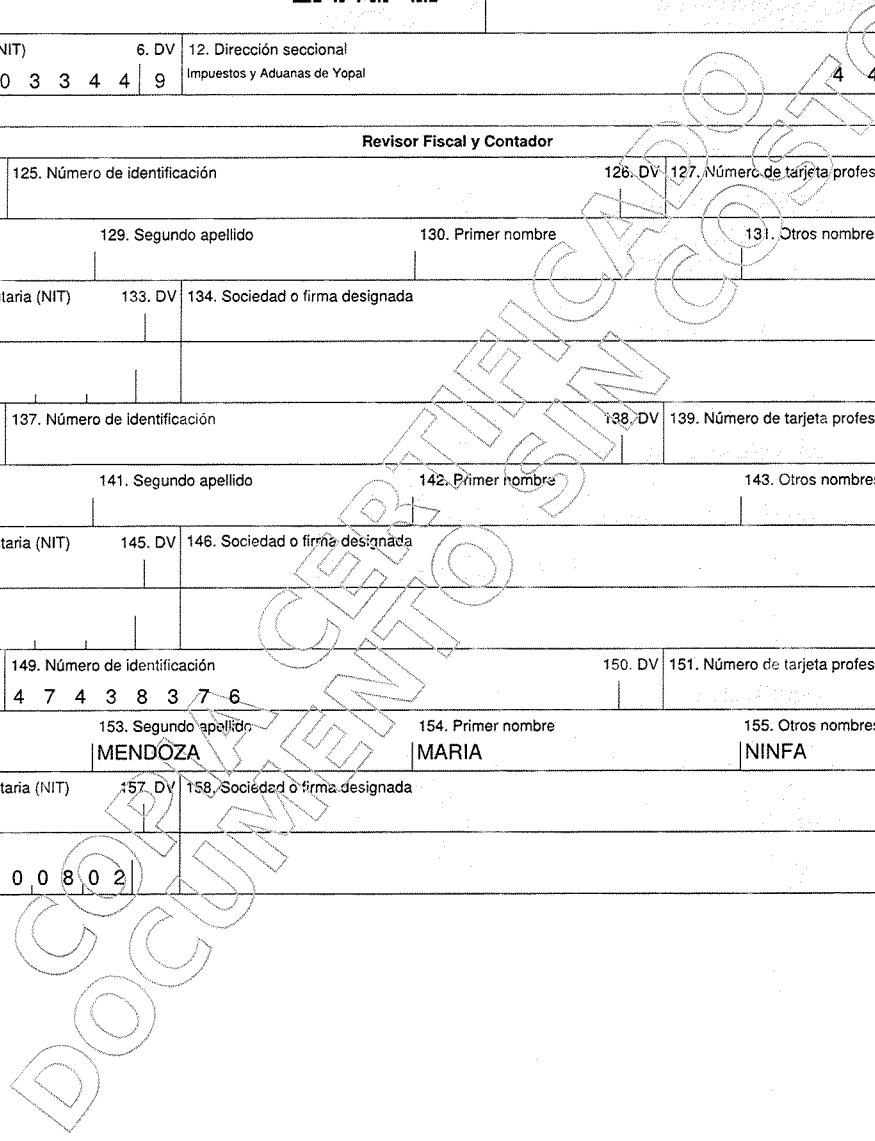 NIT) 6. DV 12. Dirección seccional
0 3 3 4 4 9 Impuestos y Aduanas de Yopal 4 4
Revisor Fiscal y Contador
125. Número de identificación 126. DV 127. Número de tarjeta profes
129. Segundo apellido 130. Primer nombre 131. Otros nombre
taria (NIT) 133. DV 134. Sociedad o firma designada
137. Número de identificación 138. DV 139. Número de tarjeta profes
141. Segundo apellido 142. Primer nombre 143. Otros nombres
taria (NIT) 145. DV 146. Sociedad o firma designada
149. Número de identificación 150. DV 151. Número de tarjeta profes
4 7 4 3 8 3 7 6
153. Segundo apellido 154. Primer nombre 155. Otros nombres
MENDOZA MARIA NINFA
taria (NIT) 157. DV 158. Sociedad o firma designada
0 0 8 0 2
COPIA CERTIFICADO
DOCUMENTO SIN COSTO